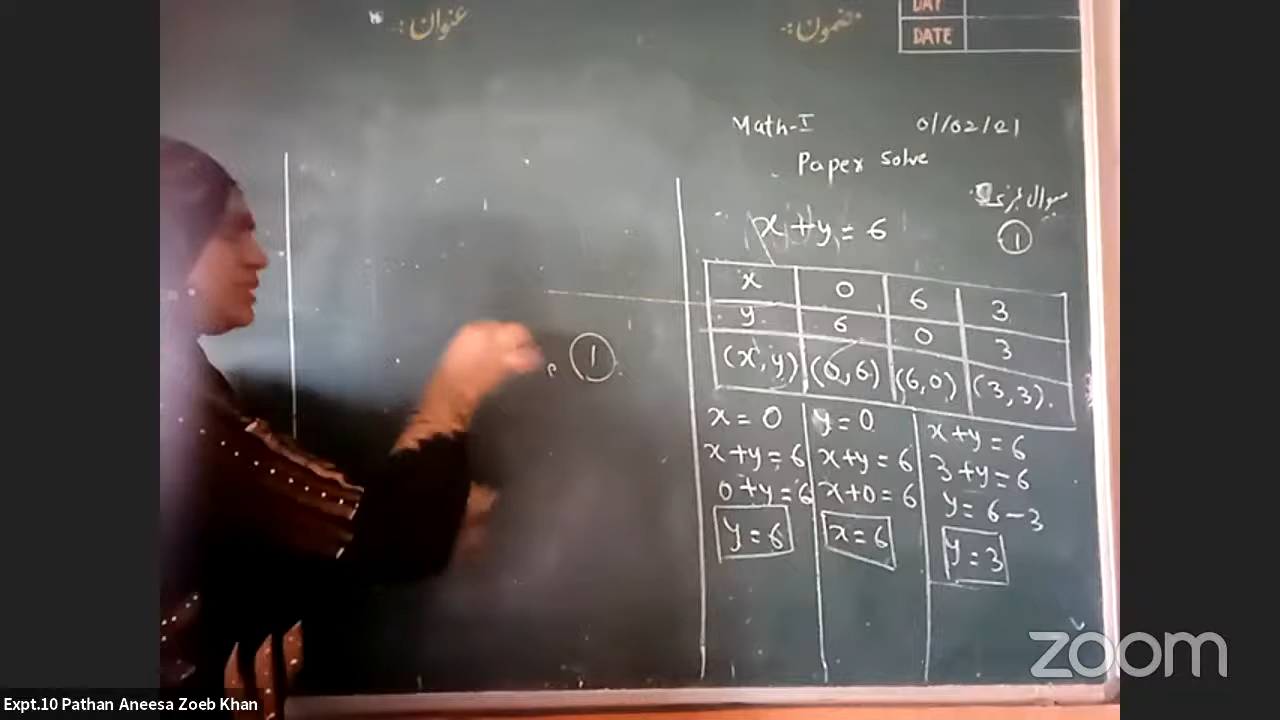 عنوان:-
مضمون:-
DAY
DATE
Math-I 01/02/21
Paper solve
سوال نمبر
①
x + y = 6
x 0 6 3
y 6 0 3
(x, y) (0, 6) (6, 0) (3, 3).
x = 0
x + y = 6
0 + y = 6
y = 6
y = 0
x + y = 6
x + 0 = 6
x = 6
x + y = 6
3 + y = 6
y = 6 - 3
y = 3
①
zoom
Expt.10 Pathan Aneesa Zoeb Khan